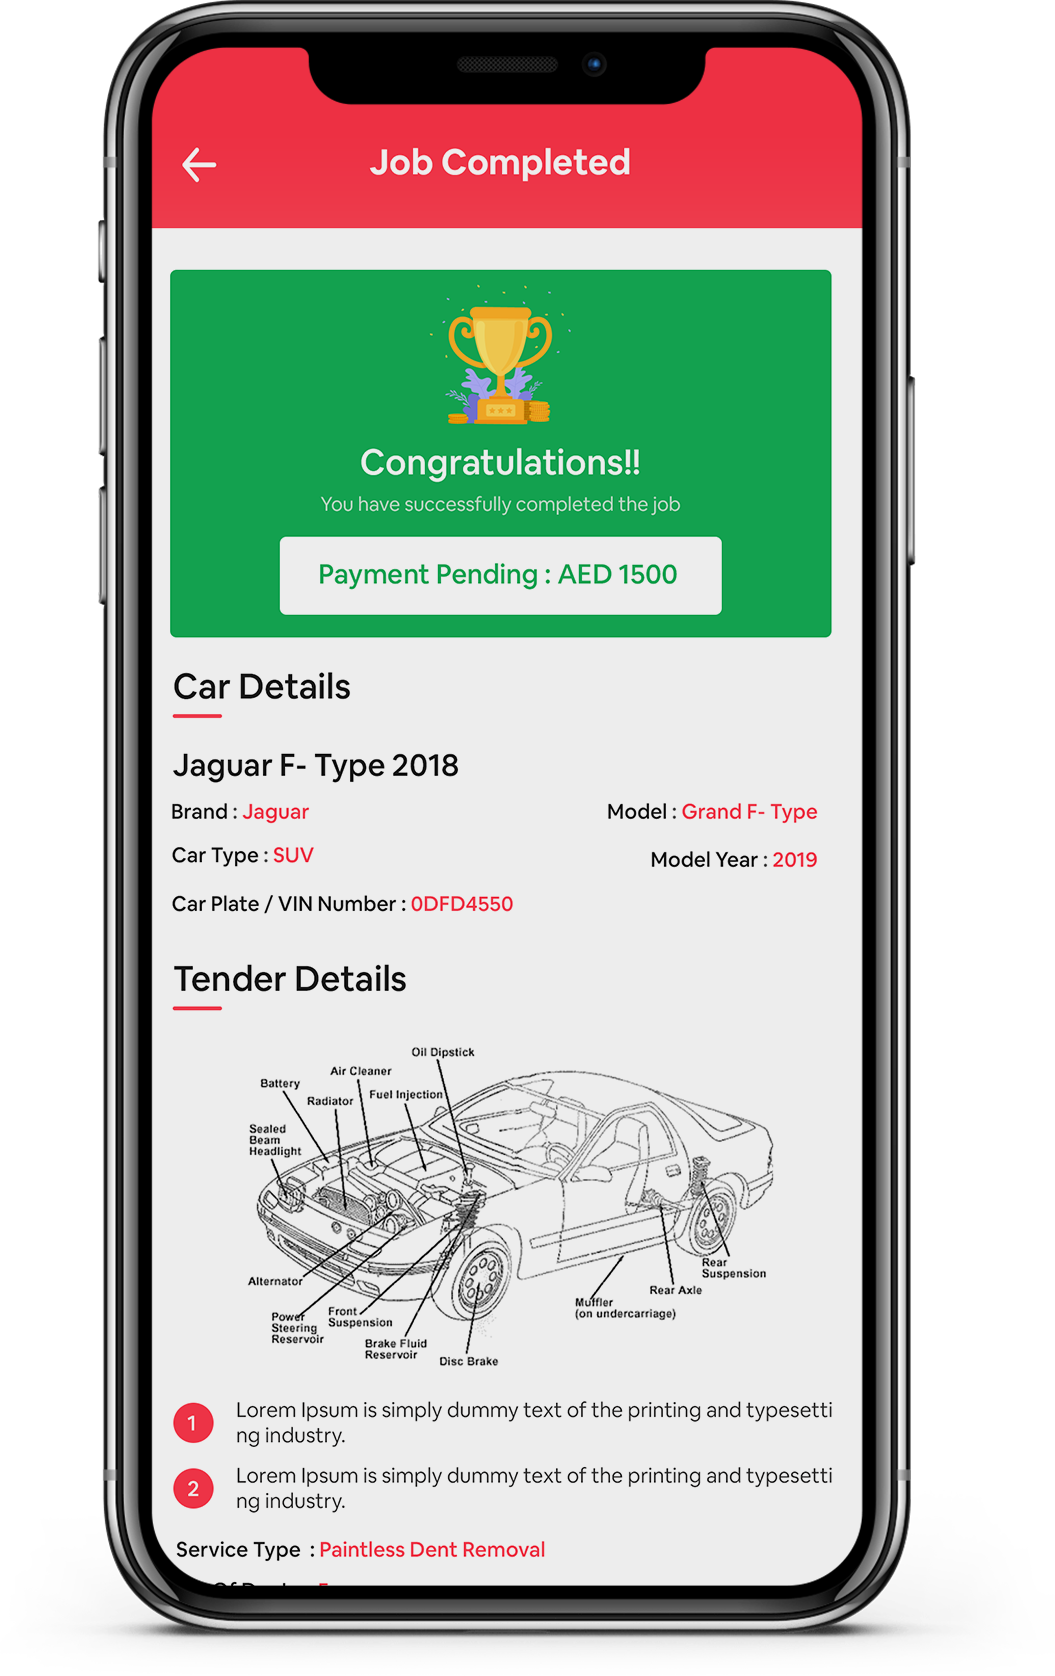 Job Completed
Congratulations!!
You have successfully completed the job
Payment Pending : AED 1500
Car Details
Jaguar F- Type 2018
Brand : Jaguar
Model : Grand F- Type
Car Type : SUV
Model Year : 2019
Car Plate / VIN Number : 0DFD4550
Tender Details
Oil Dipstick
Air Cleaner
Battery
Fuel Injection
Radiator
Sealed
Beam
Headlight
Rear
Suspension
Alternator
Rear Axle
Muffler
(on undercarriage)
Power
Steering
Reservoir
Front
Suspension
Brake Fluid
Reservoir
Disc Brake
1 Lorem Ipsum is simply dummy text of the printing and typesetti
ng industry.
2 Lorem Ipsum is simply dummy text of the printing and typesetti
ng industry.
Service Type : Paintless Dent Removal